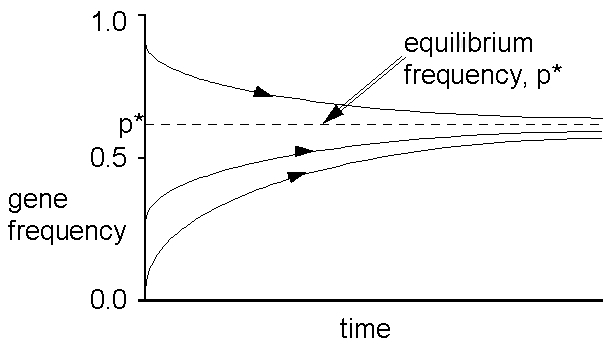 1.0
equilibrium
frequency, p*
p*
0.5
gene
frequency
0.0
time